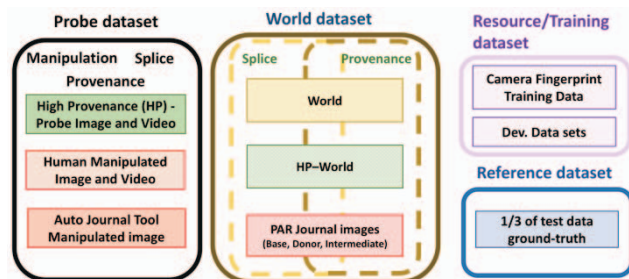 Probe dataset
Manipulation Splice
Provenance
High Provenance (HP) -
Probe Image and Video
Human Manipulated
Image and Video
Auto Journal Tool
Manipulated image
World dataset
Splice Provenance
World
HP–World
PAR Journal images
(Base, Donor, Intermediate)
Resource/Training
dataset
Camera Fingerprint
Training Data
Dev. Data sets
Reference dataset
1/3 of test data
ground-truth